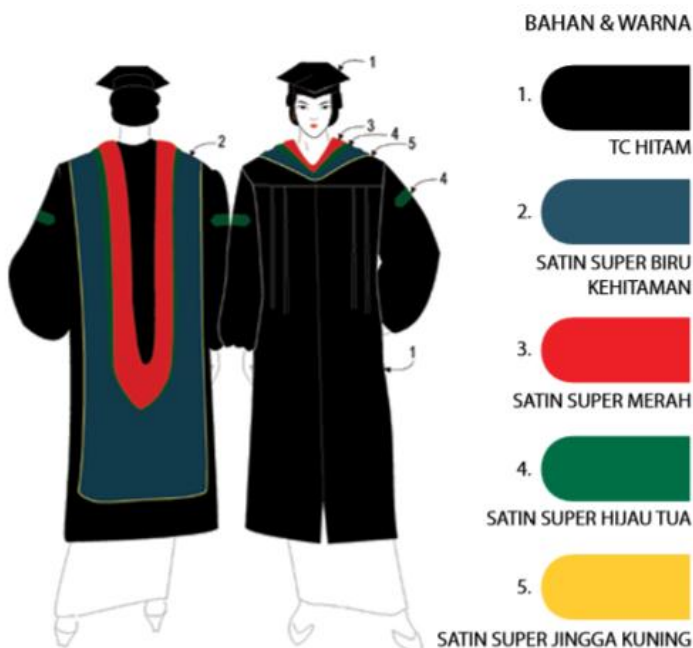 BAHAN & WARNA
1
1.
3
4
5
TC HITAM
2
4
2.
SATIN SUPER BIRU
KEHITAMAN
3.
1
SATIN SUPER MERAH
4.
SATIN SUPER HIJAU TUA
5.
SATIN SUPER JINGGA KUNING